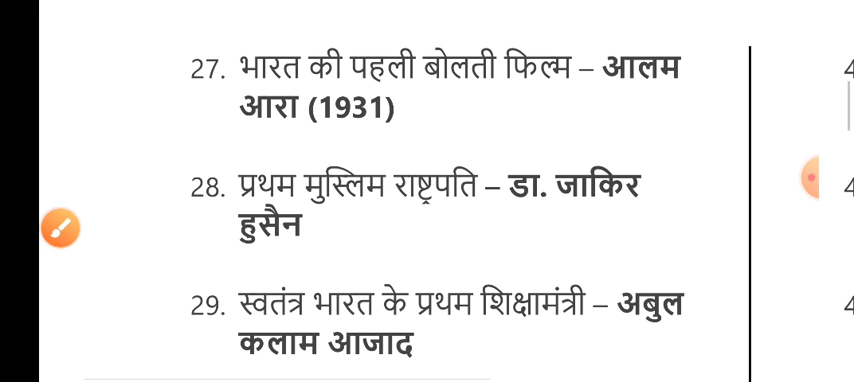 27. भारत की पहली बोलती फिल्म – आलम
आरा (1931)
28. प्रथम मुस्लिम राष्ट्रपति – डा. जाकिर
हुसैन
29. स्वतंत्र भारत के प्रथम शिक्षामंत्री – अबुल
कलाम आजाद